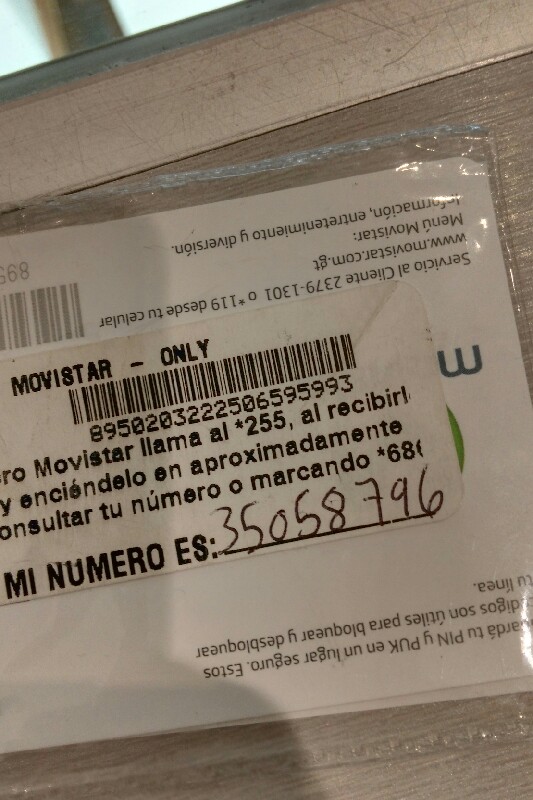 MOVISTAR - ONLY
8950203222506595993
ro Movistar llama al *255, al recibirl
y enciéndelo en aproximadamente
onsultar tu número o marcando *68
MI NUMERO ES: 35058796
Servicio al Cliente 2379-1301 o *119 desde tu celular
www.movistar.com.gt
Menú Movistar:
Información, entretenimiento y diversión.
ardá tu PIN y PUK en un lugar seguro. Estos
digos son útiles para bloquear y desbloquear
tu línea.
895
m